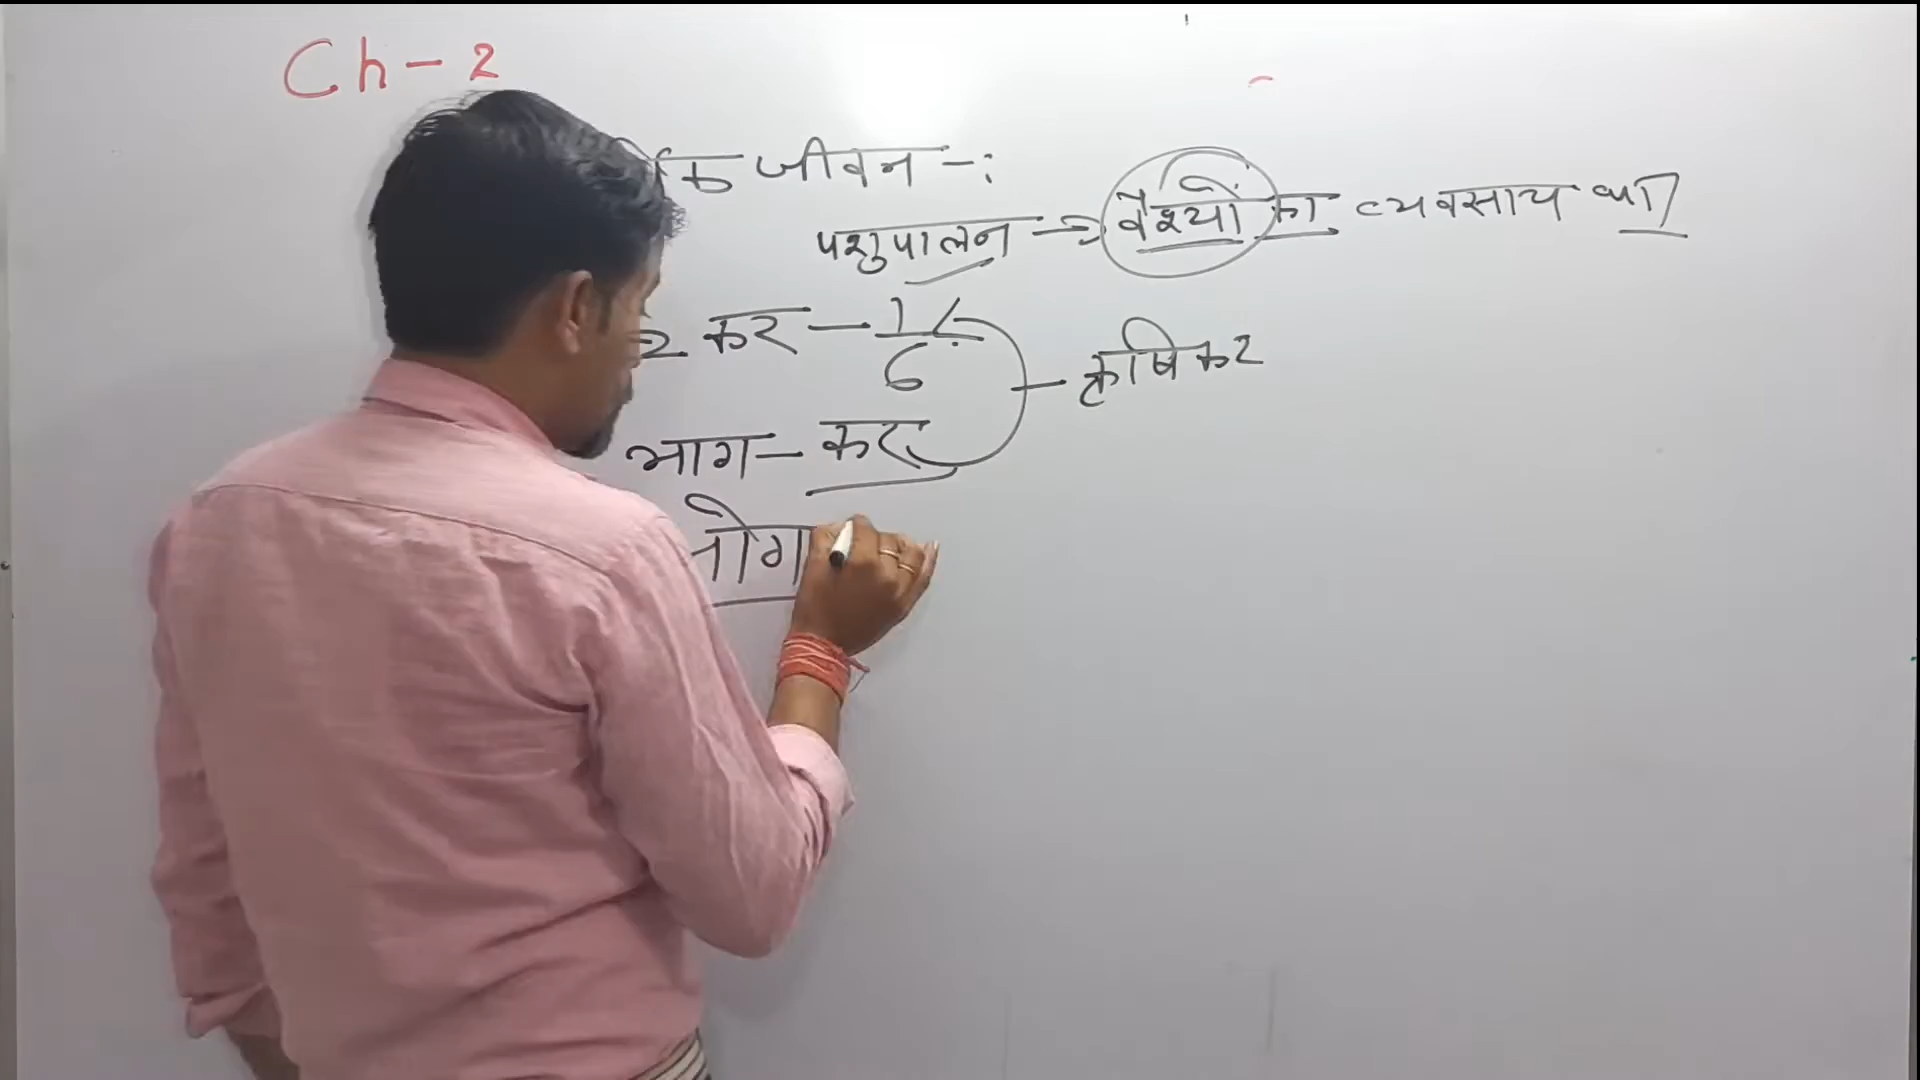 Ch - 2
जीवन -:
पशुपालन => वैश्यों का व्यवसाय था
कर - 1/6 - कृषि कर
भाग - कर